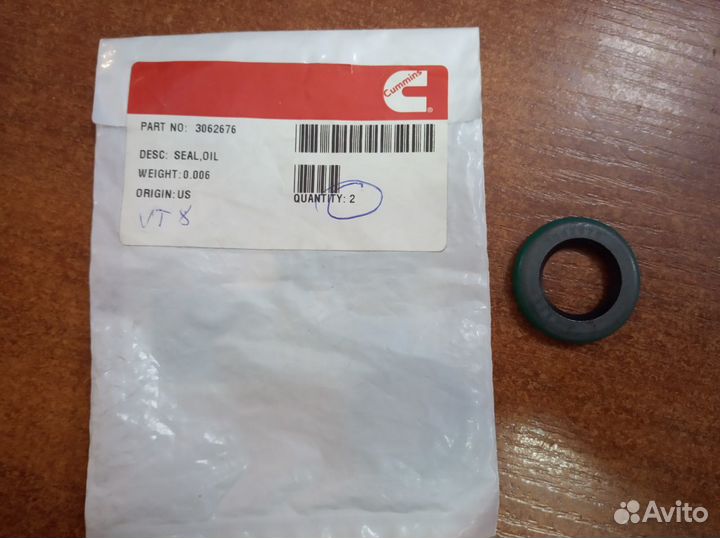 Cummins
®
PART NO: 3062676
DESC: SEAL,OIL
WEIGHT:0.006
ORIGIN:US
QUANTITY:2
VT 8
Avito